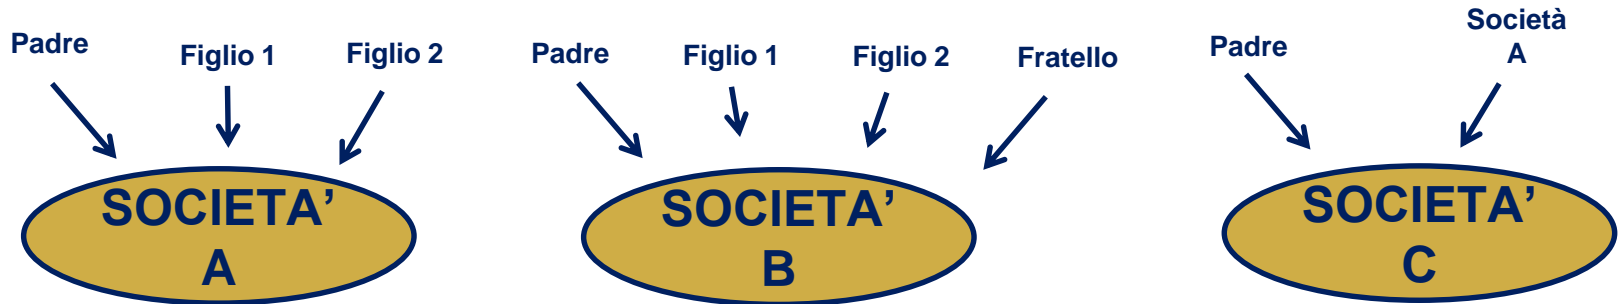 Padre
Figlio 1
Figlio 2
SOCIETA’
A
Padre
Figlio 1
Figlio 2
Fratello
SOCIETA’
B
Padre
Società
A
SOCIETA’
C